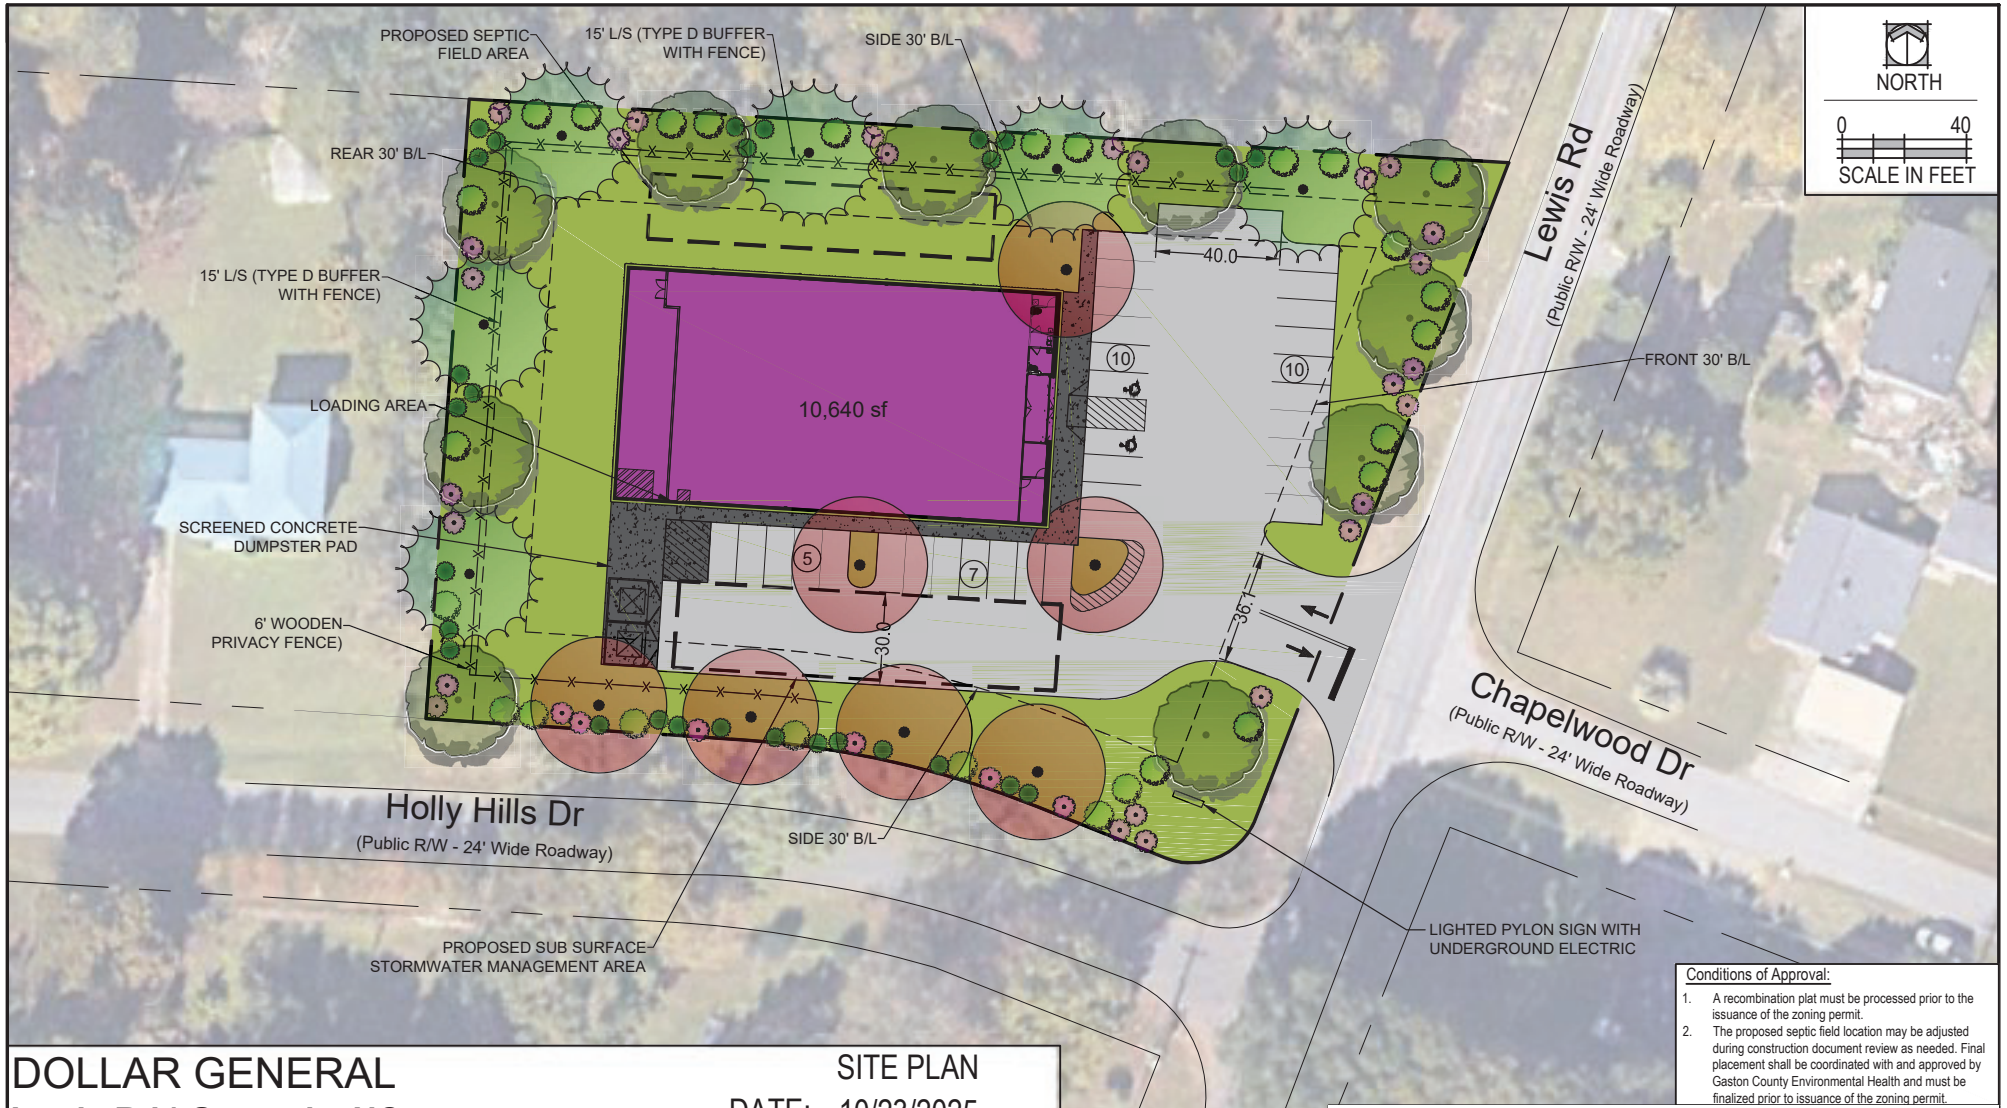 PROPOSED SEPTIC
FIELD AREA
15' L/S (TYPE D BUFFER
WITH FENCE)
SIDE 30' B/L
NORTH
0 40
SCALE IN FEET
REAR 30' B/L
Lewis Rd
(Public R/W - 24' Wide Roadway)
15' L/S (TYPE D BUFFER
WITH FENCE)
40.0
10
10
FRONT 30' B/L
LOADING AREA
10,640 sf
SCREENED CONCRETE
DUMPSTER PAD
5
7
6' WOODEN
PRIVACY FENCE)
30.0
36.1
Chapelwood Dr
(Public R/W - 24' Wide Roadway)
Holly Hills Dr
(Public R/W - 24' Wide Roadway)
SIDE 30' B/L
PROPOSED SUB SURFACE
STORMWATER MANAGEMENT AREA
LIGHTED PYLON SIGN WITH
UNDERGROUND ELECTRIC
Conditions of Approval:
1. A recombination plat must be processed prior to the
issuance of the zoning permit.
2. The proposed septic field location may be adjusted
during construction document review as needed. Final
placement shall be coordinated with and approved by
Gaston County Environmental Health and must be
finalized prior to issuance of the zoning permit.
DOLLAR GENERAL
SITE PLAN
DATE: 10/23/2025